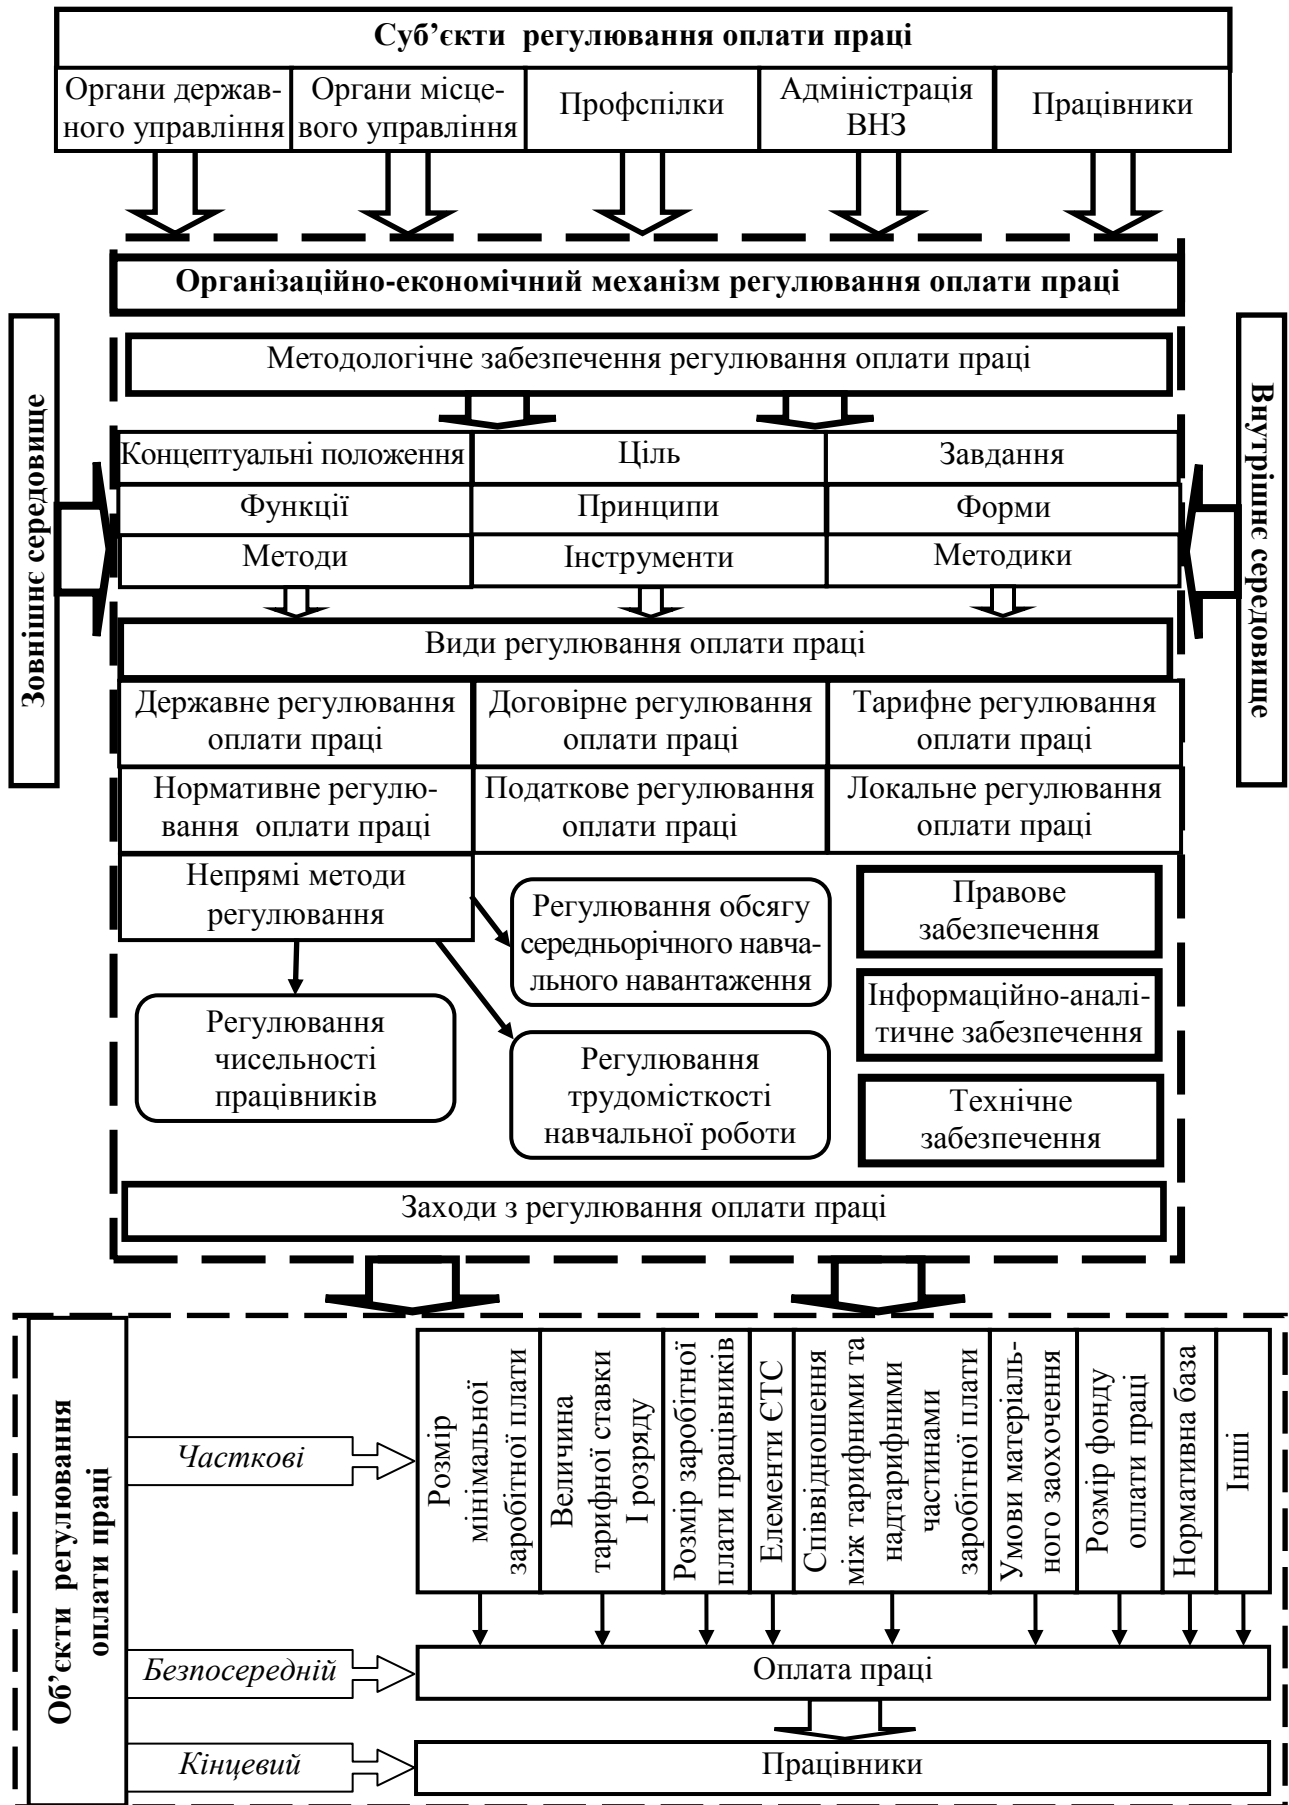 Суб’єкти регулювання оплати праці
Органи держав-
ного управління
Органи місце-
вого управління
Профспілки
Адміністрація
ВНЗ
Працівники
Організаційно-економічний механізм регулювання оплати праці
Зовнішнє середовище
Внутрішнє середовище
Методологічне забезпечення регулювання оплати праці
Концептуальні положення
Ціль
Завдання
Функції
Принципи
Форми
Методи
Інструменти
Методики
Види регулювання оплати праці
Державне регулювання
оплати праці
Договірне регулювання
оплати праці
Тарифне регулювання
оплати праці
Нормативне регулю-
вання оплати праці
Податкове регулювання
оплати праці
Локальне регулювання
оплати праці
Непрямі методи
регулювання
Регулювання обсягу
середньорічного навча-
льного навантаження
Правове
забезпечення
Інформаційно-аналі-
тичне забезпечення
Регулювання
чисельності
працівників
Регулювання
трудомісткості
навчальної роботи
Технічне
забезпечення
Заходи з регулювання оплати праці
Об’єкти регулювання
оплати праці
Часткові
Розмір
мінімальної
заробітної плати
Величина
тарифної ставки
І розряду
Розмір заробітної
плати працівників
Елементи ЄТС
Співвідношення
між тарифними та
надтарифними
частинами
заробітної плати
Умови матеріаль-
ного заохочення
Розмір фонду
оплати праці
Нормативна база
Інші
Безпосередній
Оплата праці
Кінцевий
Працівники